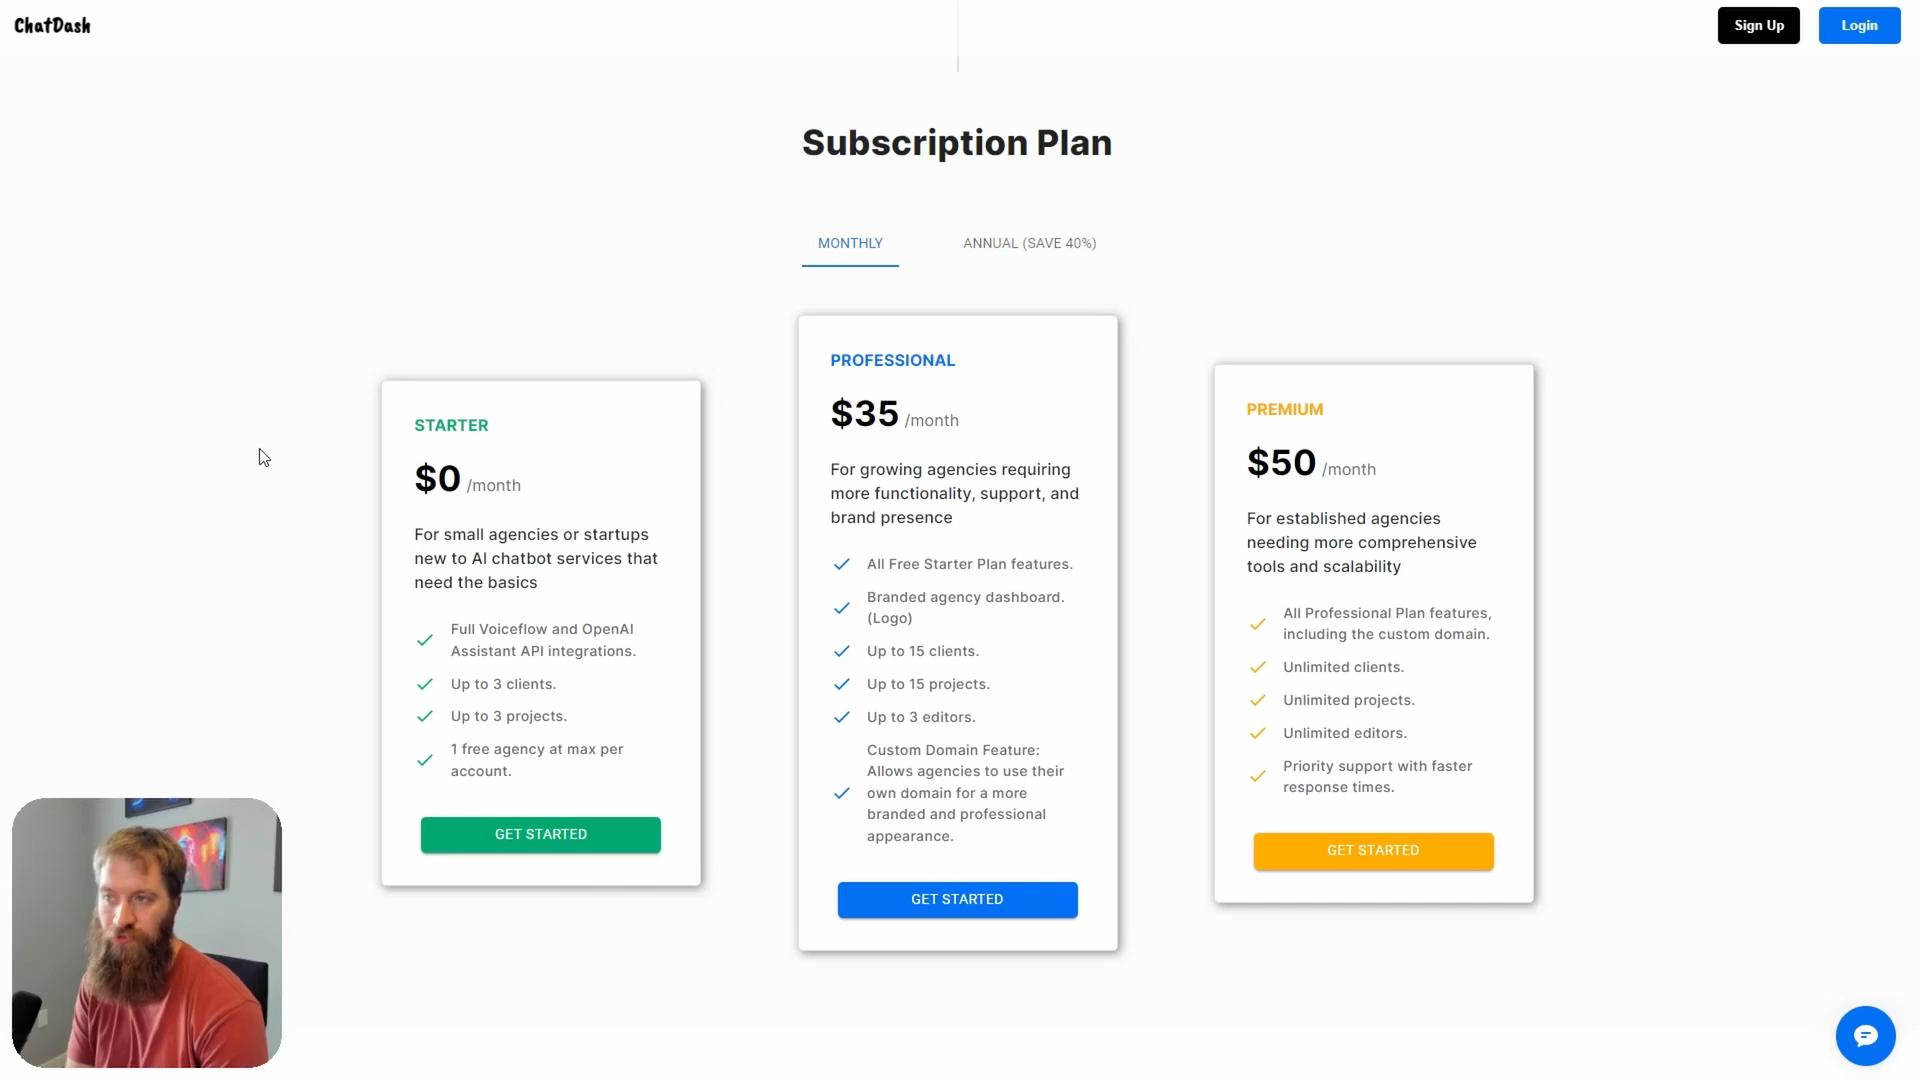 ChatDash
Sign Up
Login
Subscription Plan
MONTHLY
ANNUAL (SAVE 40%)
STARTER
$0 /month
For small agencies or startups
new to AI chatbot services that
need the basics
Full Voiceflow and OpenAI
Assistant API integrations.
Up to 3 clients.
Up to 3 projects.
1 free agency at max per
account.
GET STARTED
PROFESSIONAL
$35 /month
For growing agencies requiring
more functionality, support, and
brand presence
All Free Starter Plan features.
Branded agency dashboard.
(Logo)
Up to 15 clients.
Up to 15 projects.
Up to 3 editors.
Custom Domain Feature:
Allows agencies to use their
own domain for a more
branded and professional
appearance.
GET STARTED
PREMIUM
$50 /month
For established agencies
needing more comprehensive
tools and scalability
All Professional Plan features,
including the custom domain.
Unlimited clients.
Unlimited projects.
Unlimited editors.
Priority support with faster
response times.
GET STARTED